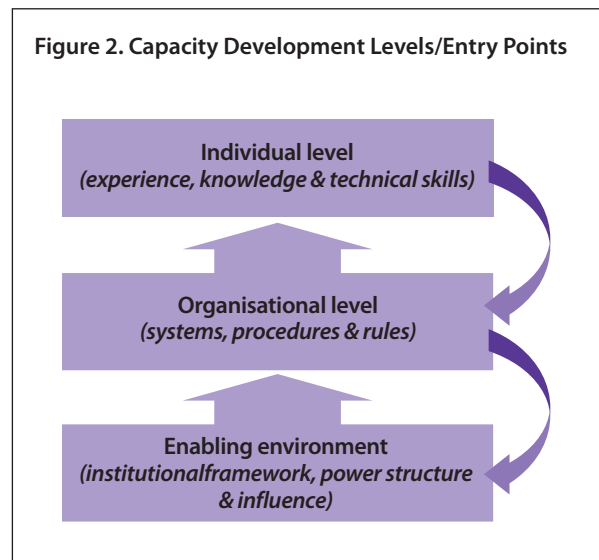 Figure 2. Capacity Development Levels/Entry Points
Individual level
(experience, knowledge & technical skills)
Organisational level
(systems, procedures & rules)
Enabling environment
(institutionalframework, power structure
& influence)